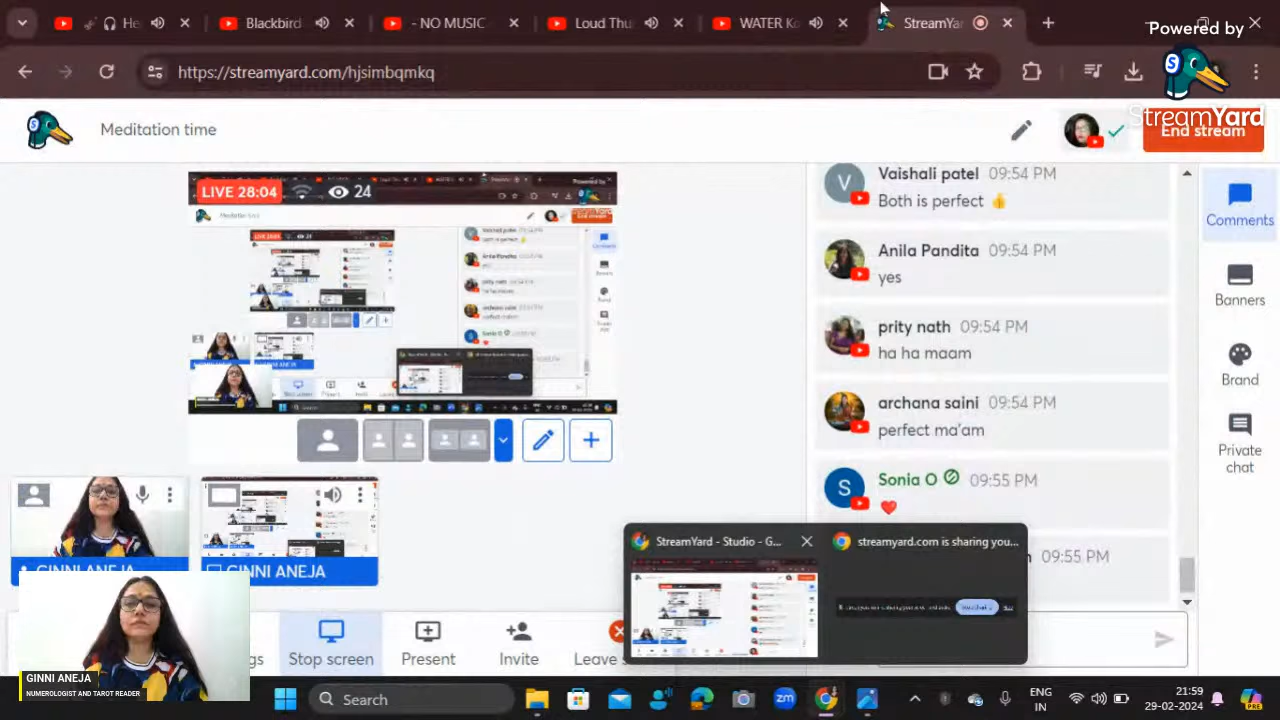 He
Blackbird
- NO MUSIC
Loud Thu
WATER Ko
StreamYar
Powered by
https://streamyard.com/hjsimbqmkq
StreamYard
Meditation time
End stream
LIVE 28:04
24
Vaishali patel 09:54 PM
Both is perfect 👍
Anila Pandita 09:54 PM
yes
prity nath 09:54 PM
ha ha maam
archana saini 09:54 PM
perfect ma'am
Sonia O 09:55 PM
❤️
09:55 PM
Comments
Banners
Brand
Private
chat
GINNI ANEJA
GINNI ANEJA
StreamYard - Studio - G...
streamyard.com is sharing you...
Stop screen
Present
Invite
Leave
GINNI ANEJA
NUMEROLOGIST AND TAROT READER
Search
ENG
IN
21:59
29-02-2024